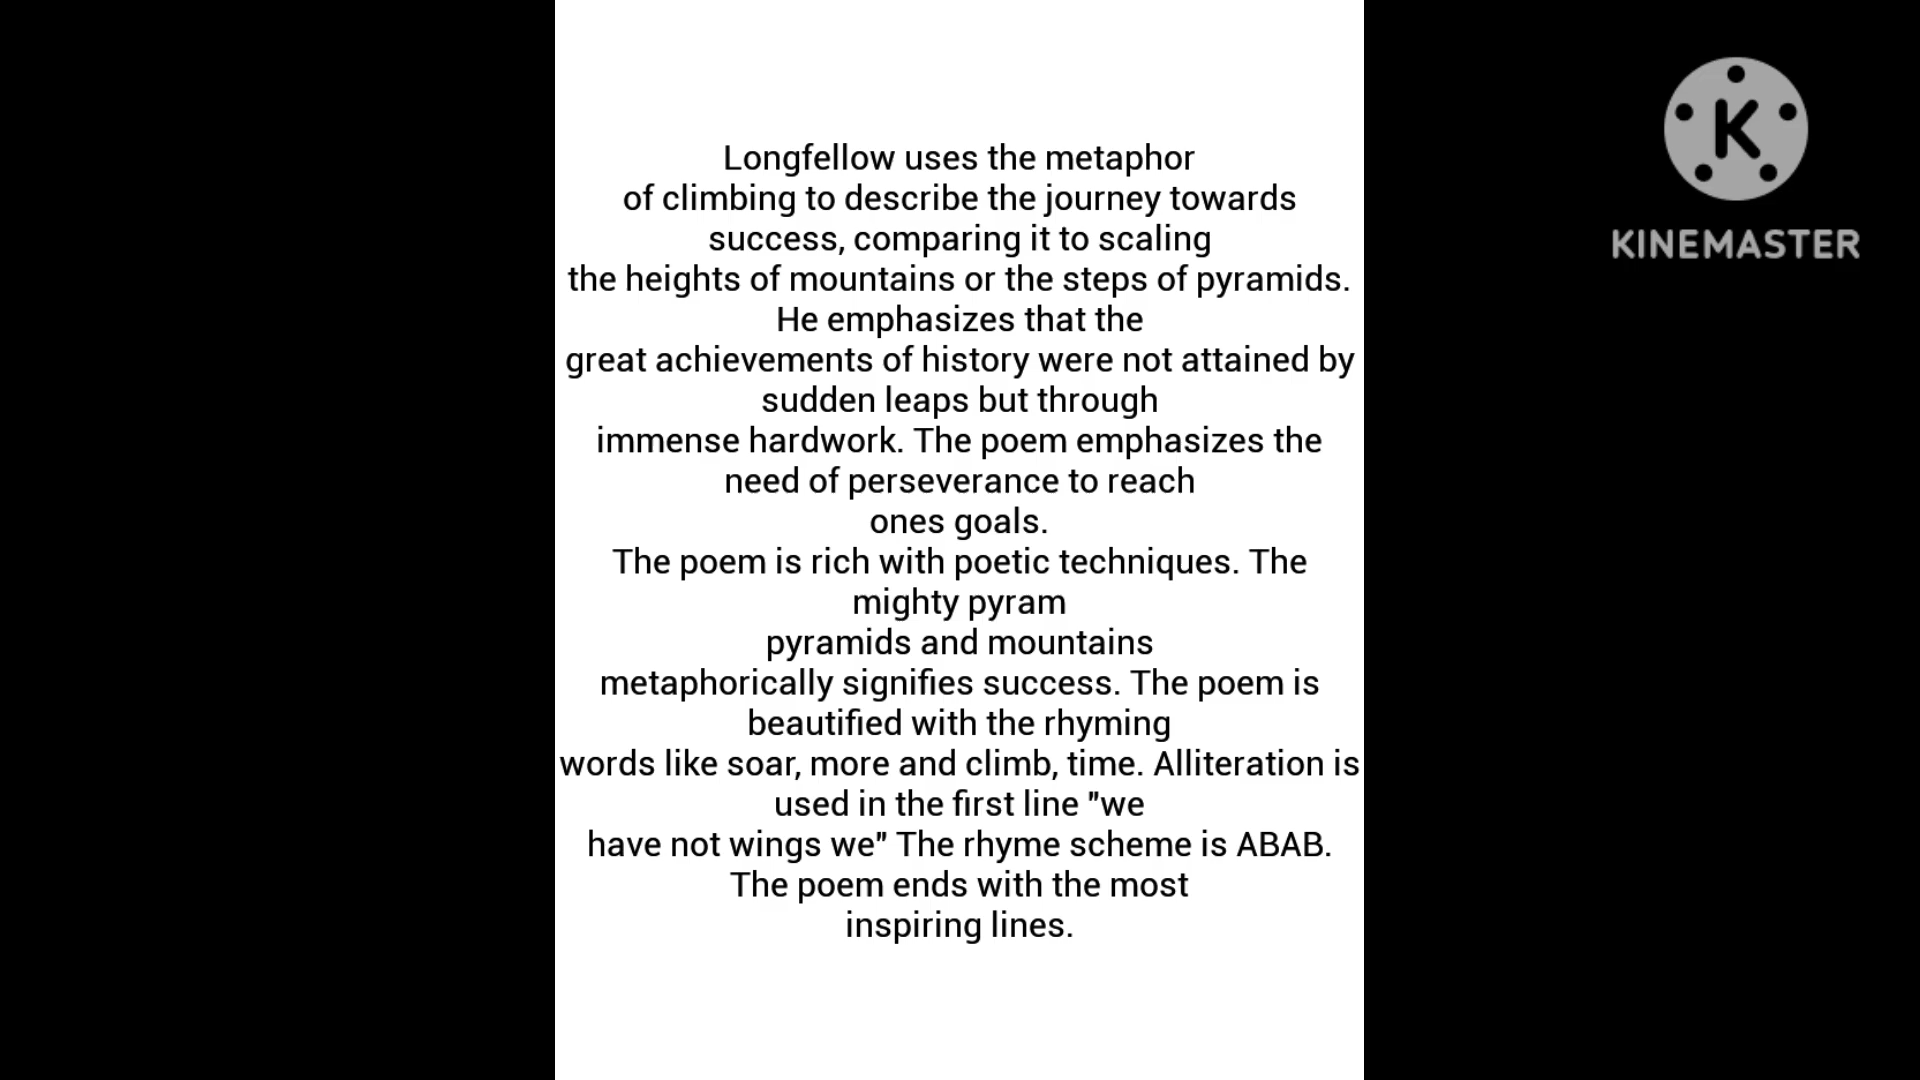 Longfellow uses the metaphor
of climbing to describe the journey towards
success, comparing it to scaling
the heights of mountains or the steps of pyramids.
He emphasizes that the
great achievements of history were not attained by
sudden leaps but through
immense hardwork. The poem emphasizes the
need of perseverance to reach
ones goals.
The poem is rich with poetic techniques. The
mighty pyram
pyramids and mountains
metaphorically signifies success. The poem is
beautified with the rhyming
words like soar, more and climb, time. Alliteration is
used in the first line "we
have not wings we" The rhyme scheme is ABAB.
The poem ends with the most
inspiring lines.
K
KINEMASTER